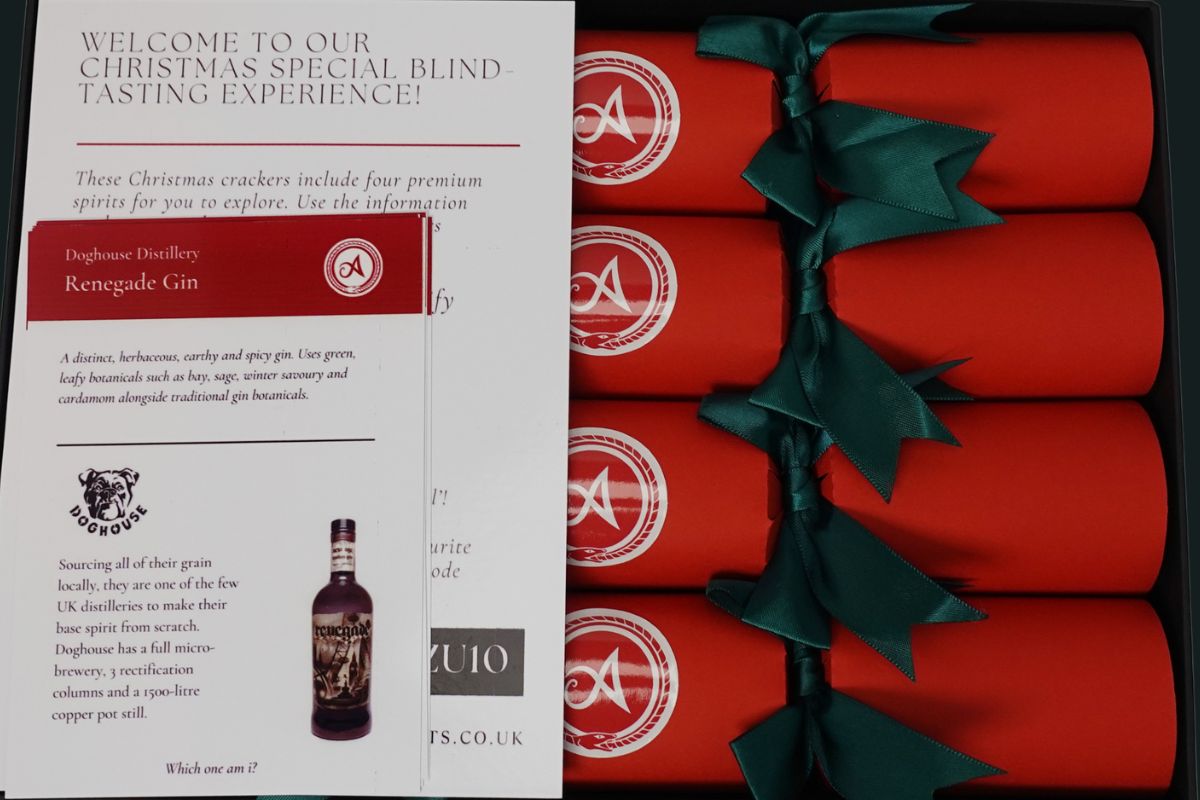 WELCOME TO OUR
CHRISTMAS SPECIAL BLIND-
TASTING EXPERIENCE!
These Christmas crackers include four premium
spirits for you to explore. Use the information
Doghouse Distillery
Renegade Gin
A
A distinct, herbaceous, earthy and spicy gin. Uses green,
leafy botanicals such as bay, sage, winter savoury and
cardamom alongside traditional gin botanicals.
DOGHOUSE
Sourcing all of their grain
locally, they are one of the few
UK distilleries to make their
base spirit from scratch.
Doghouse has a full micro-
brewery, 3 rectification
columns and a 1500-litre
copper pot still.
renegade
Which one am i?
ZU10
TS.CO.UK
A
A
A
A